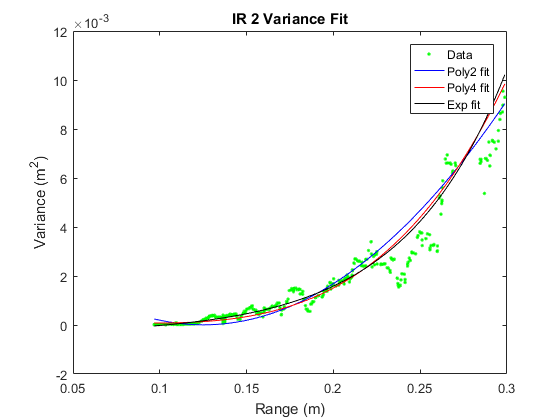 IR 2 Variance Fit
×10⁻³
12
10
8
6
4
2
0
-2
0.05
0.1
0.15
0.2
0.25
0.3
Variance (m²)
Range (m)
Data
Poly2 fit
Poly4 fit
Exp fit